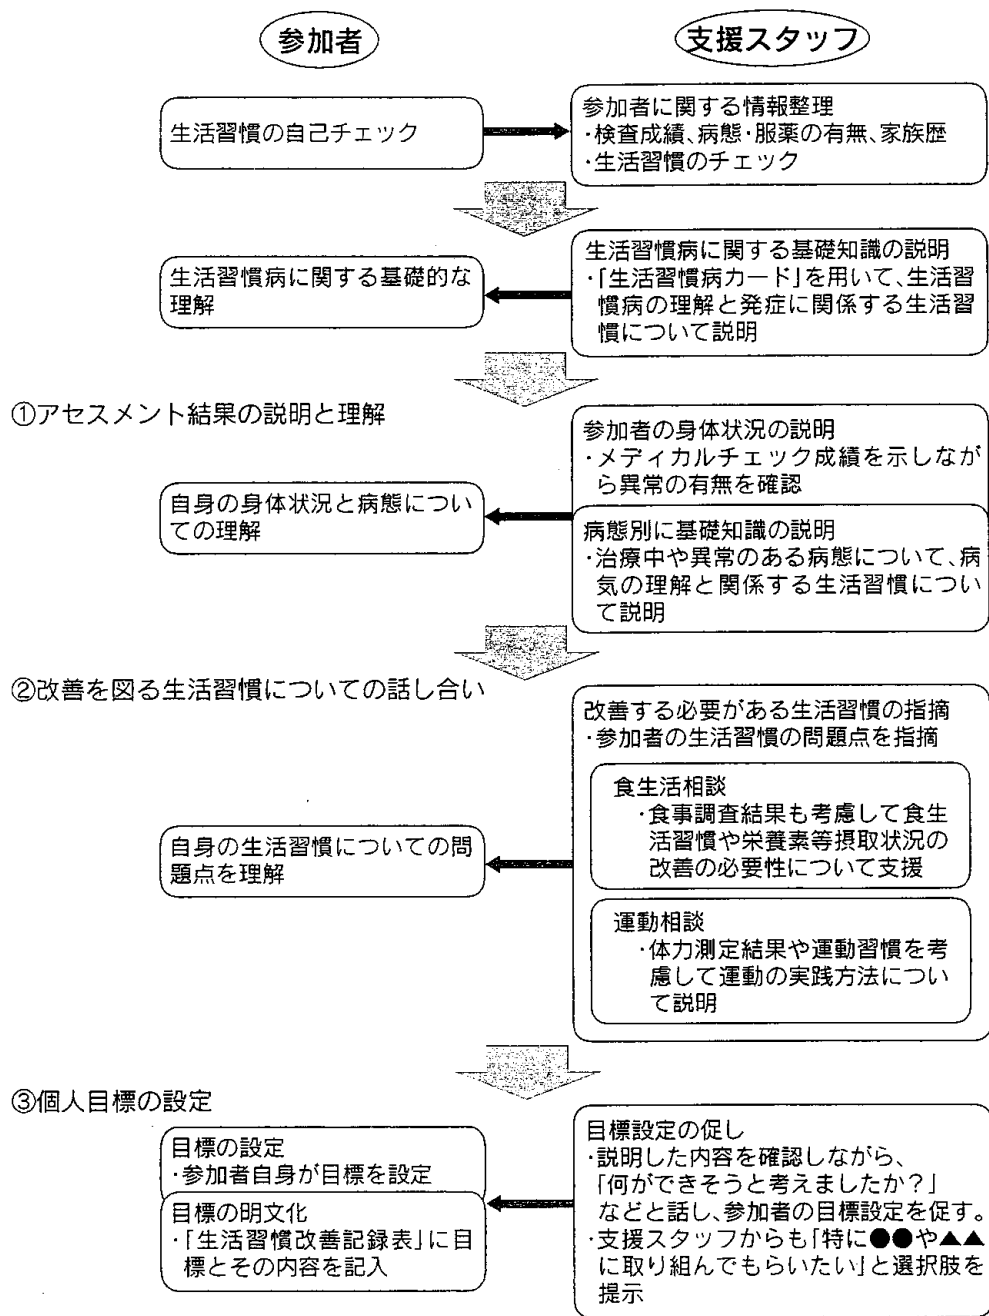 参加者
支援スタッフ
生活習慣の自己チェック
参加者に関する情報整理
・検査成績、病態・服薬の有無、家族歴
・生活習慣のチェック
生活習慣病に関する基礎的な
理解
生活習慣病に関する基礎知識の説明
・「生活習慣病カード」を用いて、生活習
慣病の理解と発症に関係する生活習
慣について説明
①アセスメント結果の説明と理解
自身の身体状況と病態につい
ての理解
参加者の身体状況の説明
・メディカルチェック成績を示しなが
ら異常の有無を確認
病態別に基礎知識の説明
・治療中や異常のある病態について、病
気の理解と関係する生活習慣につい
て説明
②改善を図る生活習慣についての話し合い
自身の生活習慣についての問
題点を理解
改善する必要がある生活習慣の指摘
・参加者の生活習慣の問題点を指摘
食生活相談
・食事調査結果も考慮して食生
活習慣や栄養素等摂取状況の
改善の必要性について支援
運動相談
・体力測定結果や運動習慣を考
慮して運動の実践方法につい
て説明
③個人目標の設定
目標の設定
・参加者自身が目標を設定
目標の明文化
・「生活習慣改善記録表」に目
標とその内容を記入
目標設定の促し
・説明した内容を確認しながら、
「何ができそうと考えましたか？」
などと話し、参加者の目標設定を促す。
・支援スタッフからも「特に●●や▲▲
に取り組んでもらいたい」と選択肢を
提示